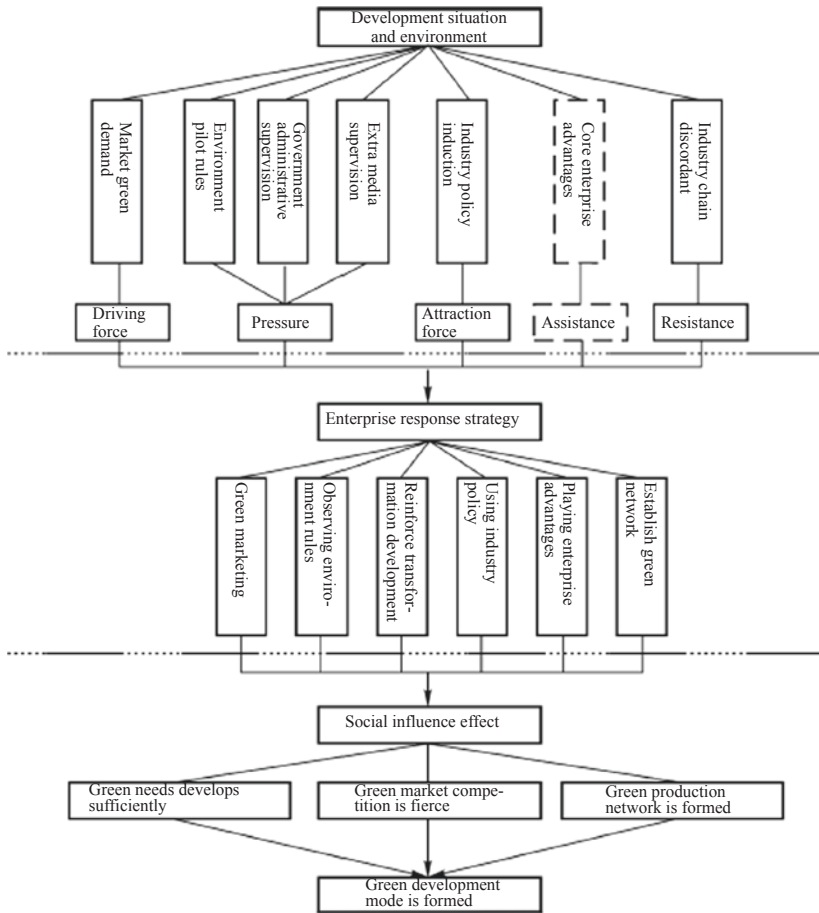 Development situation
and environment
Market green
demand
Environment
pilot rules
Government
administrative
supervision
Extra media
supervision
Industry policy
induction
Core enterprise
advantages
Industry chain
discordant
Driving
force
Pressure
Attraction
force
Assistance
Resistance
Enterprise response strategy
Green marketing
Observing enviro-
nment rules
Reinforce transfor-
mation development
Using industry
policy
Playing enterprise
advantages
Establish green
network
Social influence effect
Green needs develops
sufficiently
Green market compe-
tition is fierce
Green production
network is formed
Green development
mode is formed